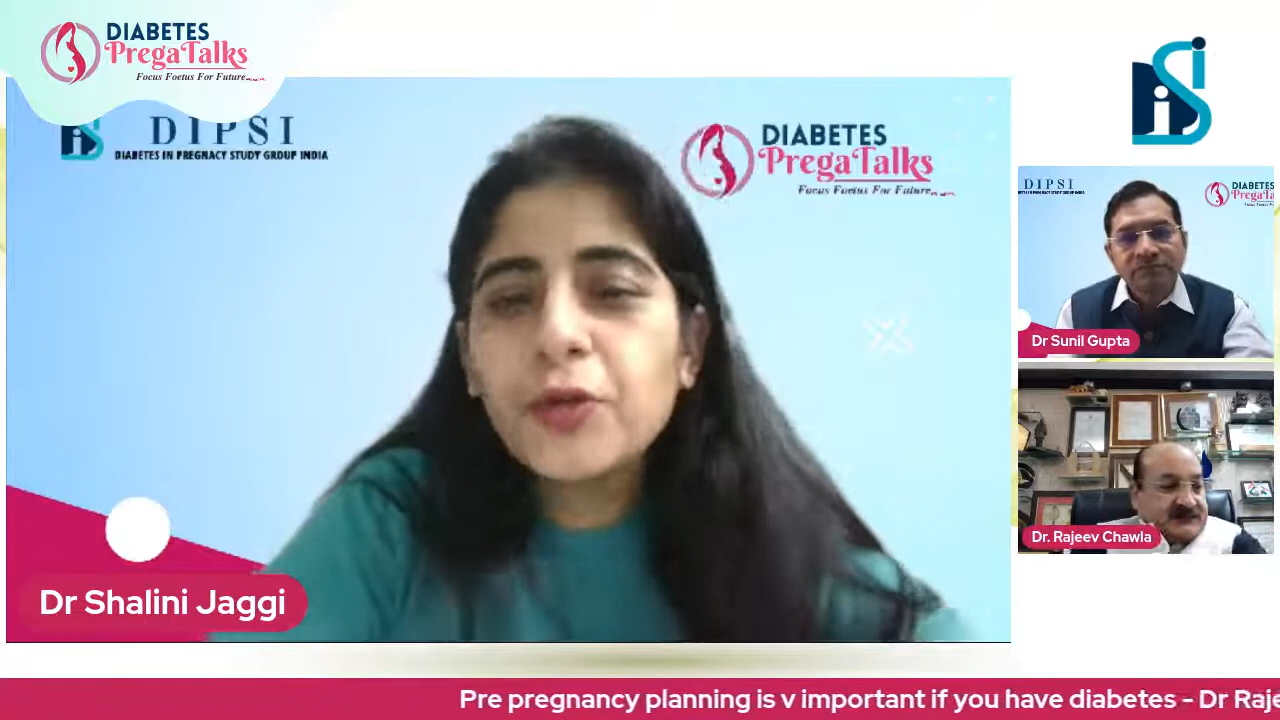 DIABETES
PregaTalks
Focus Foetus For Future
DIPSI
DIABETES IN PREGNANCY STUDY GROUP INDIA
DIABETES
PregaTalks
Focus Foetus For Future
iSi
DIPSI
DIABETES
Dr Sunil Gupta
Dr. Rajeev Chawla
Dr Shalini Jaggi
Pre pregnancy planning is v important if you have diabetes - Dr Raje